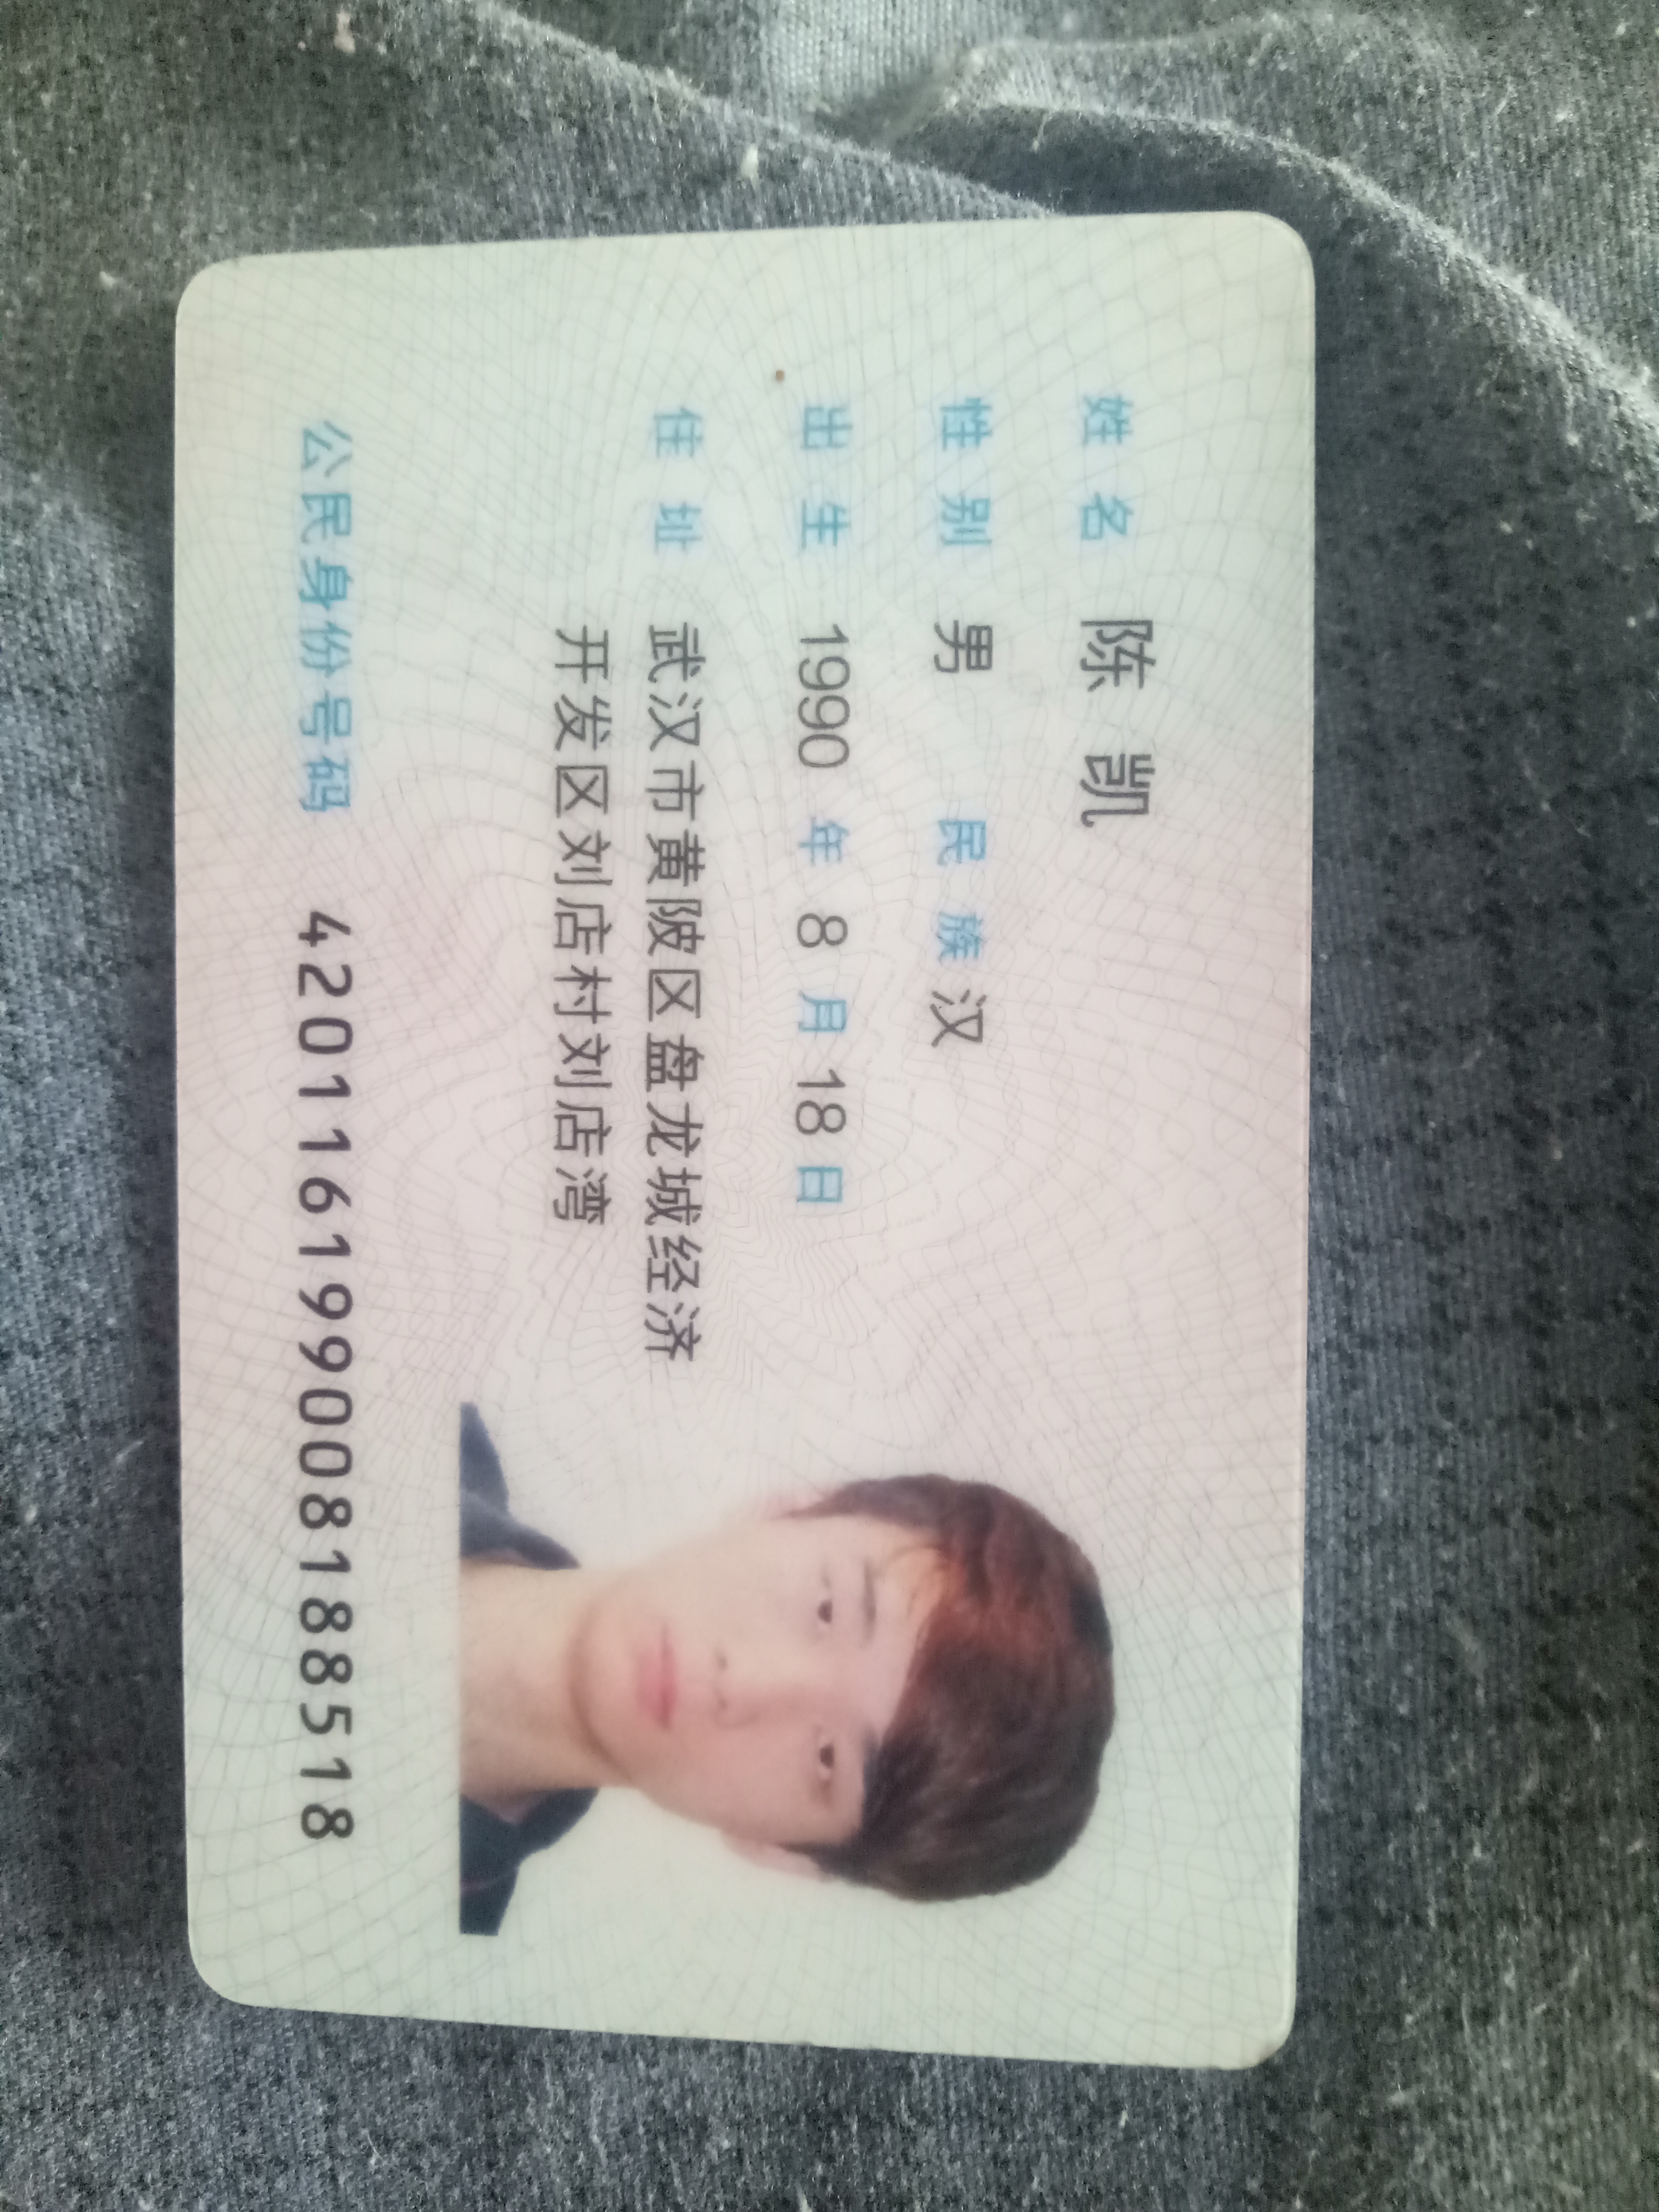 姓名 陈凯
性别 男 民族 汉
出生 1990 年 8 月 18 日
住址 武汉市黄陂区盘龙城经济
开发区刘店村刘店湾
公民身份号码 420116199008188518